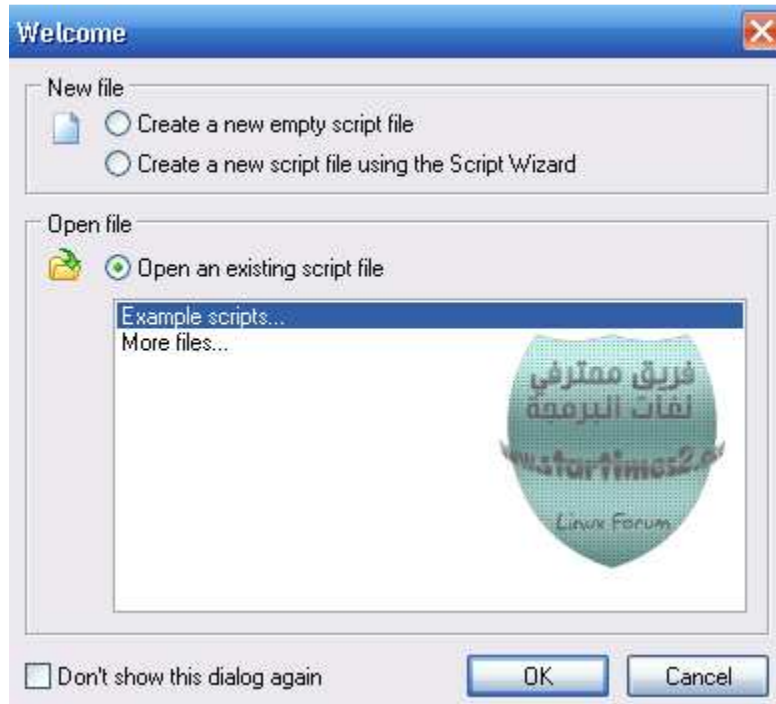 Welcome
New file
Create a new empty script file
Create a new script file using the Script Wizard
Open file
Open an existing script file
Example scripts...
More files...
فريق محترفي
لغات البرمجة
startimes2
Linux Forum
Don't show this dialog again
OK
Cancel